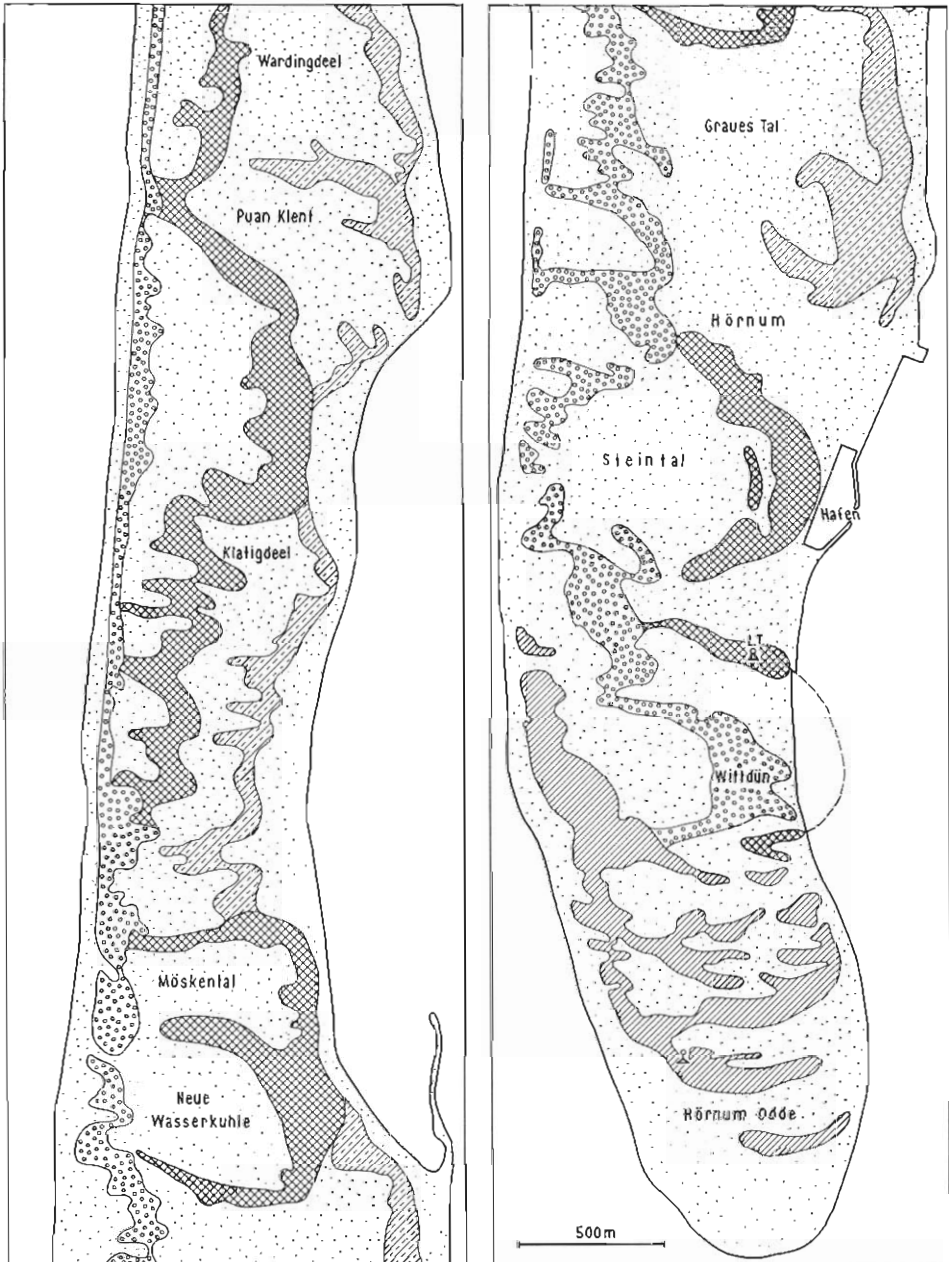 Wardingdeel
Puan Klent
Klatigdeel
Möskental
Neue
Wasserkuhle
Graues Tal
Hörnum
Steintal
Hafen
L.T.
Wittdün
Hörnum Odde
500m